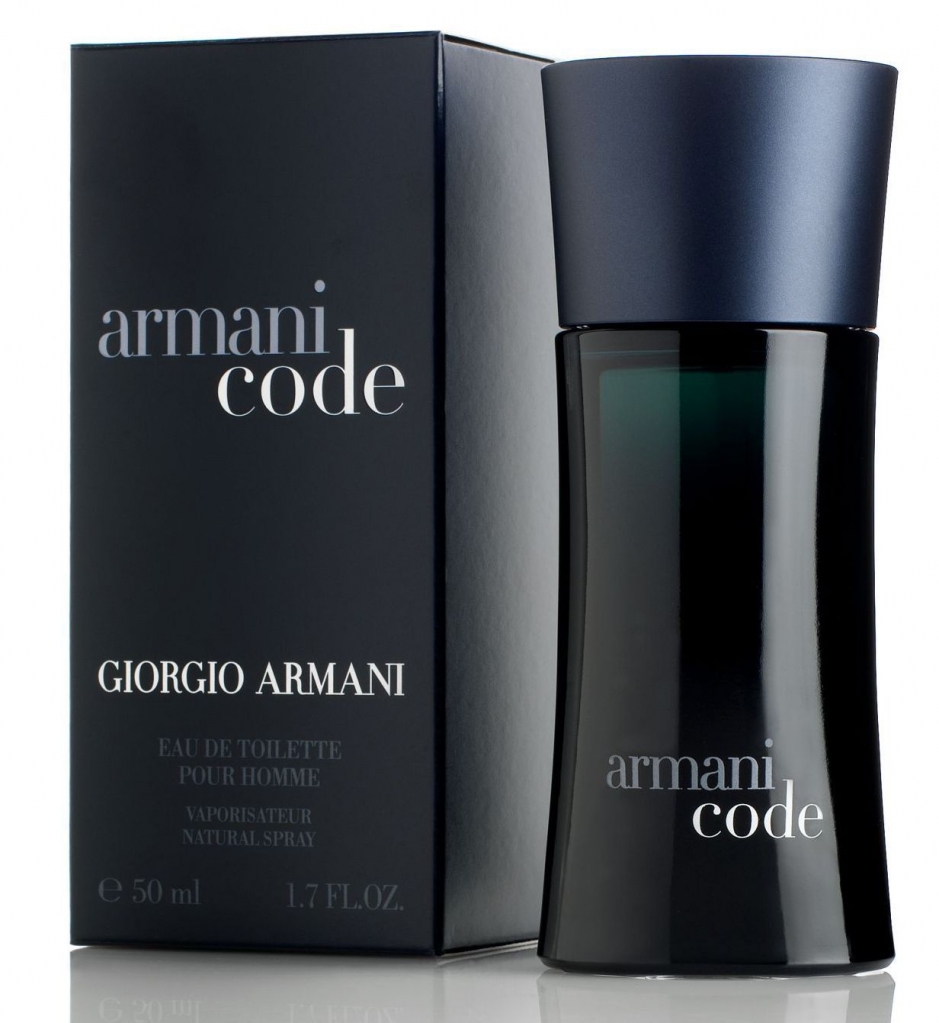 armani
code
GIORGIO ARMANI
EAU DE TOILETTE
POUR HOMME
VAPORISATEUR
NATURAL SPRAY
℮ 50 ml 1.7 FL.OZ.
armani
code